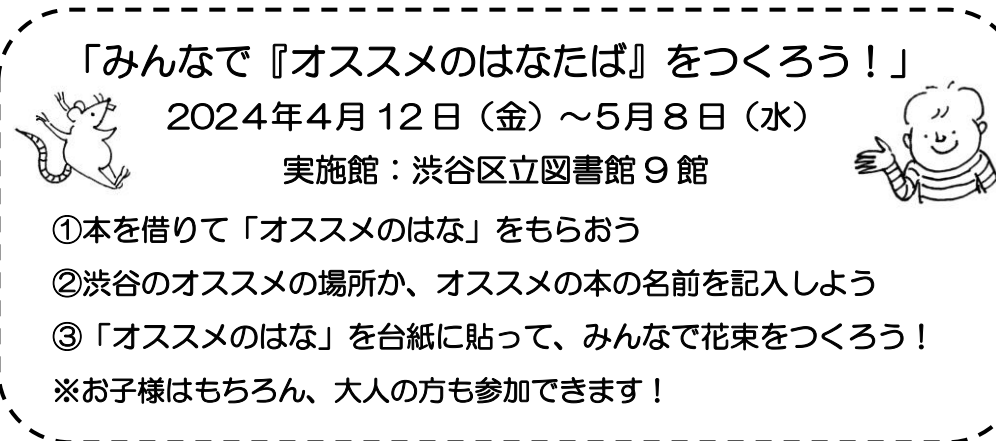 「みんなで『オススメのはなたば』をつくろう！」
2024年4月12日（金）～5月8日（水）
実施館：渋谷区立図書館9館
①本を借りて「オススメのはな」をもらおう
②渋谷のオススメの場所か、オススメの本の名前を記入しよう
③「オススメのはな」を台紙に貼って、みんなで花束をつくろう！
※お子様はもちろん、大人の方も参加できます！